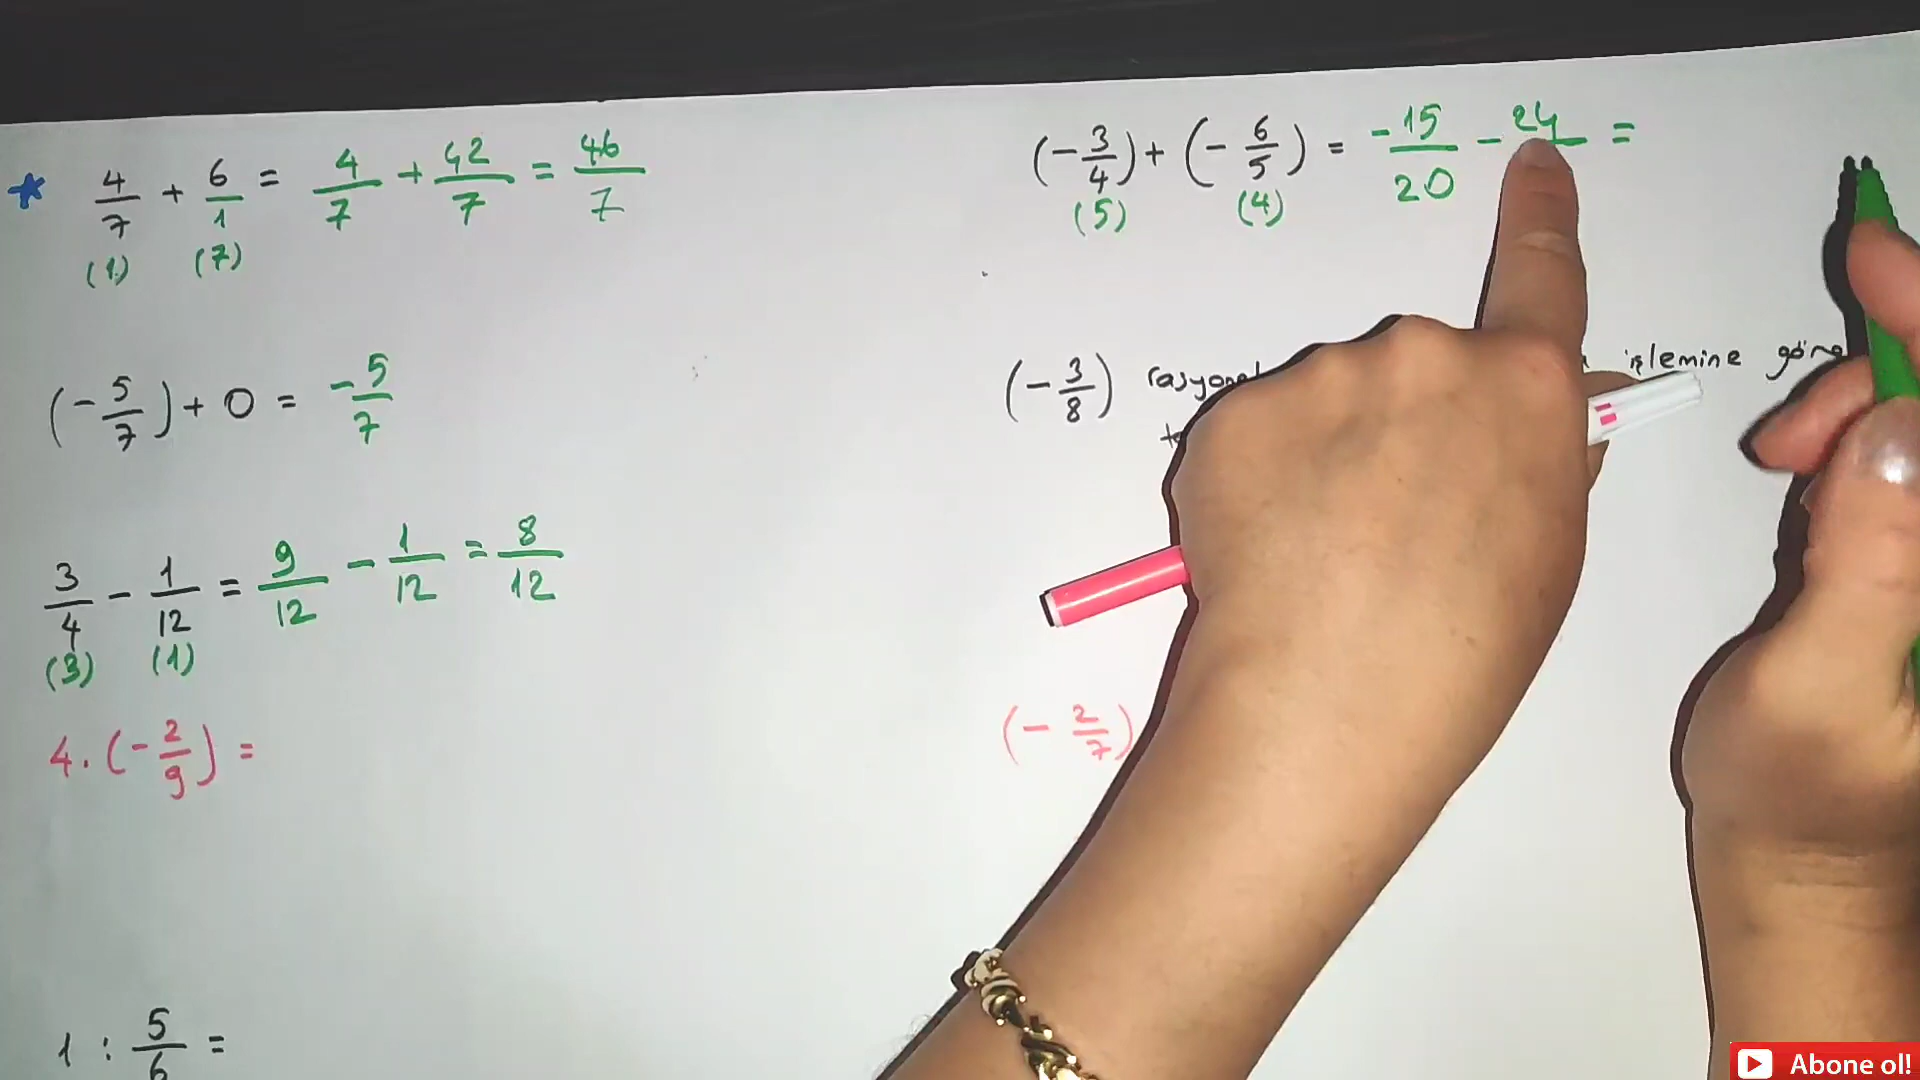 * 4/7 + 6/1 = 4/7 + 42/7 = 46/7
(1) (7)
(-5/7) + 0 = -5/7
3/4 - 1/12 = 9/12 - 1/12 = 8/12
(3) (1)
4.(-2/9) =
1 : 5/6 =
(-3/4) + (-6/5) = -15/20 - 24 =
(5) (4)
(-3/8) işlemine
(-2/7)
Abone ol!